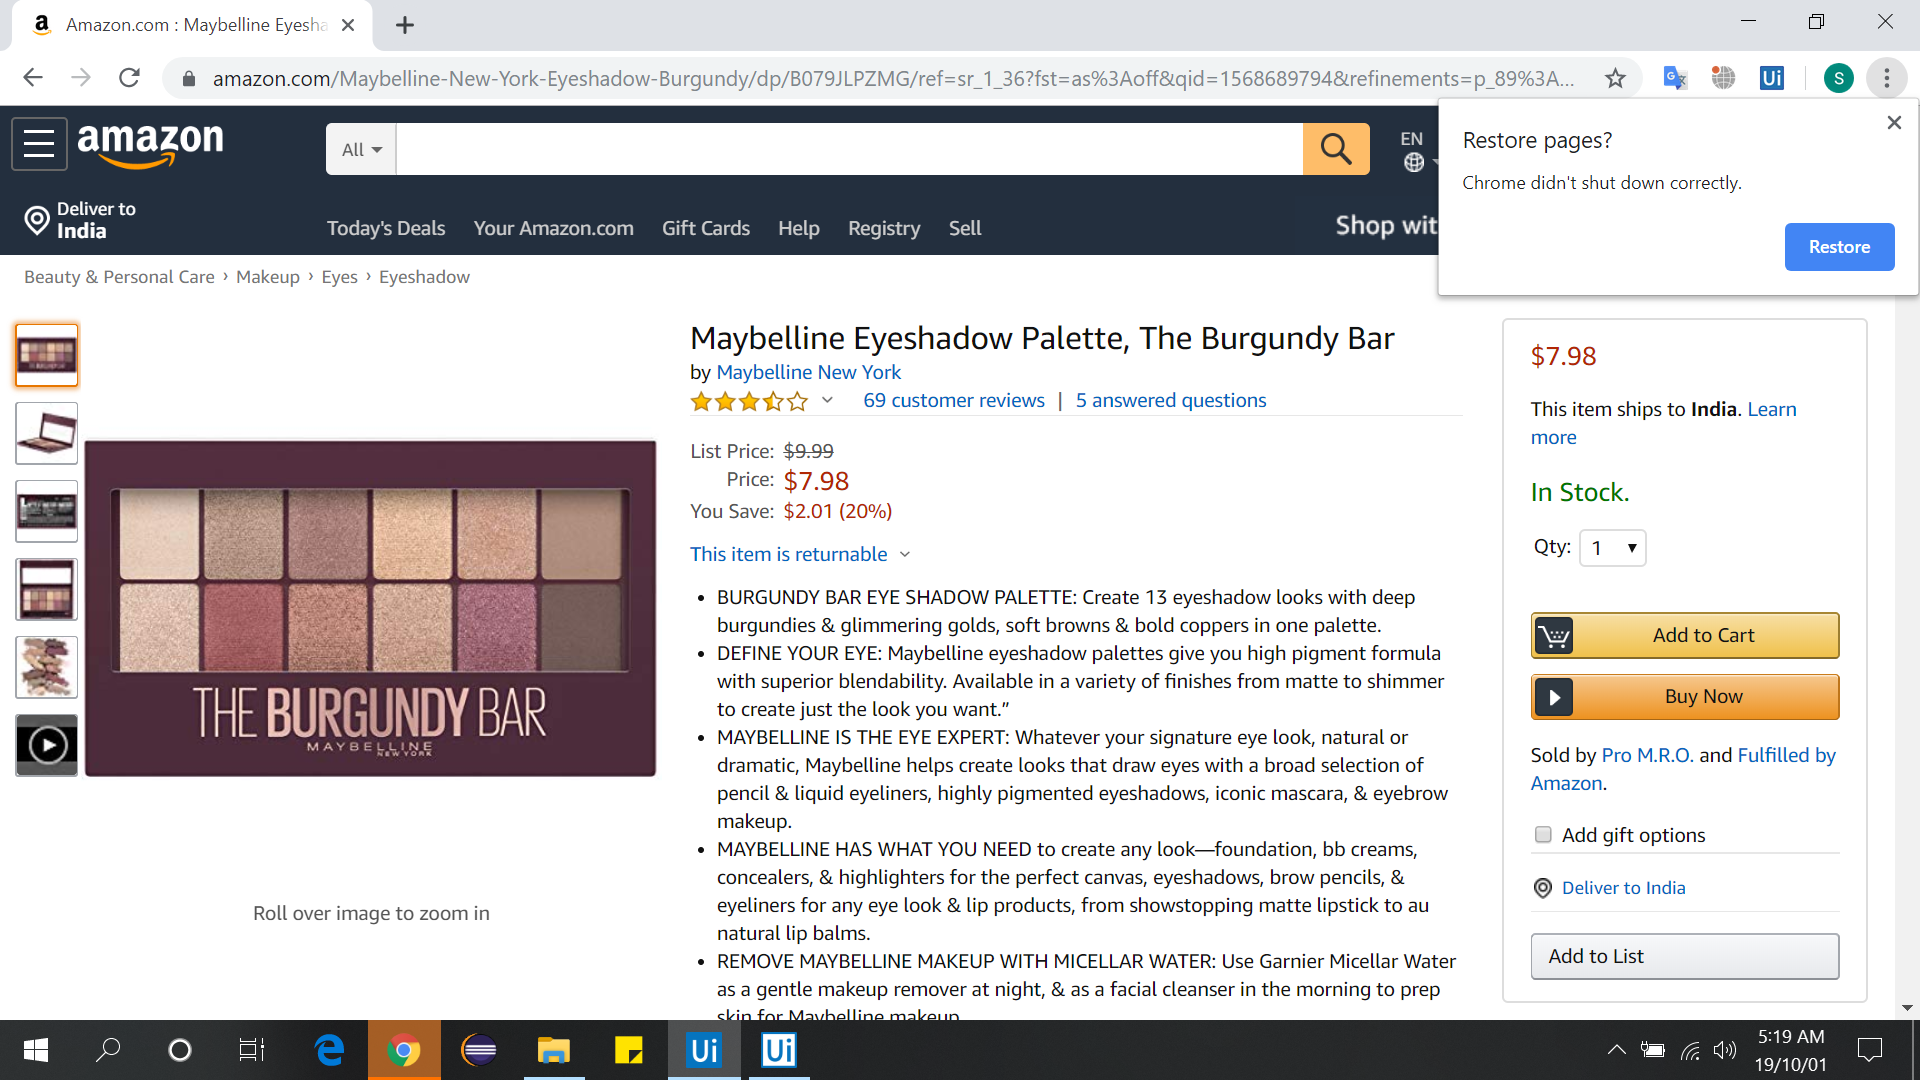 Amazon.com : Maybelline Eyesha
amazon.com/Maybelline-New-York-Eyeshadow-Burgundy/dp/B079JLPZMG/ref=sr_1_36?fst=as%3Aoff&qid=1568689794&refinements=p_89%3A...
Ui
S
Restore pages?
Chrome didn't shut down correctly.
Restore
amazon
All
EN
Deliver to
India
Today's Deals Your Amazon.com Gift Cards Help Registry Sell
Shop wit
Beauty & Personal Care › Makeup › Eyes › Eyeshadow
Maybelline Eyeshadow Palette, The Burgundy Bar
by Maybelline New York
69 customer reviews | 5 answered questions
List Price: $9.99
Price: $7.98
You Save: $2.01 (20%)
This item is returnable
• BURGUNDY BAR EYE SHADOW PALETTE: Create 13 eyeshadow looks with deep
burgundies & glimmering golds, soft browns & bold coppers in one palette.
• DEFINE YOUR EYE: Maybelline eyeshadow palettes give you high pigment formula
with superior blendability. Available in a variety of finishes from matte to shimmer
to create just the look you want.”
• MAYBELLINE IS THE EYE EXPERT: Whatever your signature eye look, natural or
dramatic, Maybelline helps create looks that draw eyes with a broad selection of
pencil & liquid eyeliners, highly pigmented eyeshadows, iconic mascara, & eyebrow
makeup.
• MAYBELLINE HAS WHAT YOU NEED to create any look—foundation, bb creams,
concealers, & highlighters for the perfect canvas, eyeshadows, brow pencils, &
eyeliners for any eye look & lip products, from showstopping matte lipstick to au
natural lip balms.
• REMOVE MAYBELLINE MAKEUP WITH MICELLAR WATER: Use Garnier Micellar Water
as a gentle makeup remover at night, & as a facial cleanser in the morning to prep
skin for Maybelline makeup.
THE BURGUNDY BAR
MAYBELLINE
NEW YORK
Roll over image to zoom in
$7.98
This item ships to India. Learn
more
In Stock.
Qty: 1
Add to Cart
Buy Now
Sold by Pro M.R.O. and Fulfilled by
Amazon.
Add gift options
Deliver to India
Add to List
Ui
Ui
5:19 AM
19/10/01